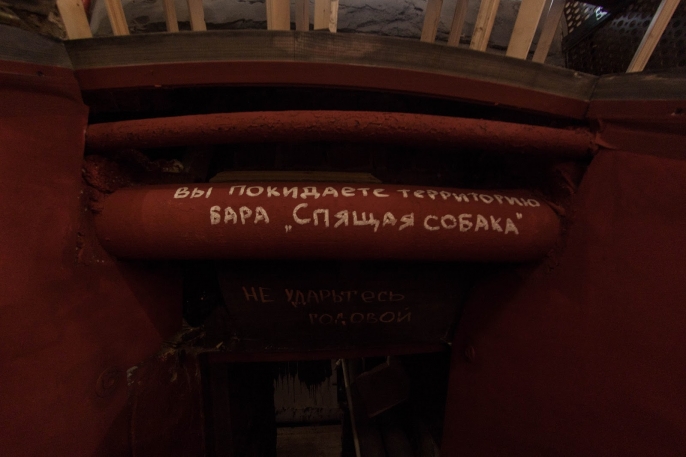 ВЫ ПОКИДАЕТЕ ТЕРРИТОРИЮ
БАРА „СПЯЩАЯ СОБАКА"
НЕ УДАРЬТЕСЬ
ГОЛОВОЙ